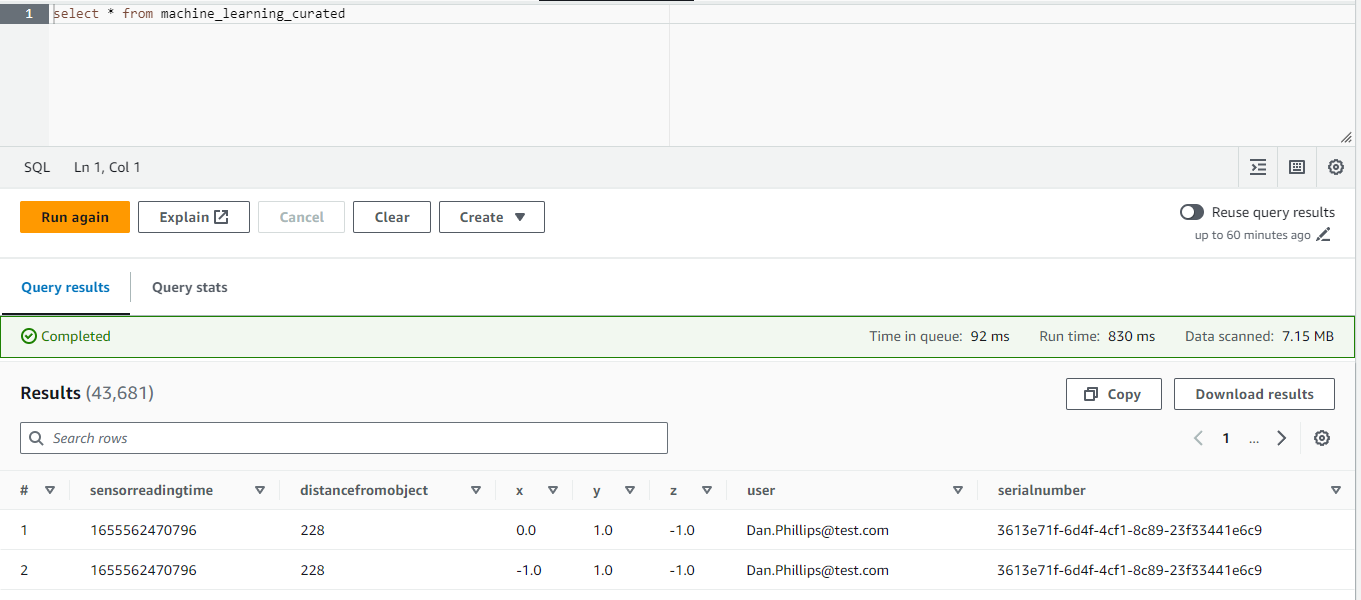 1 select * from machine_learning_curated
SQL Ln 1, Col 1
Run again Explain Cancel Clear Create Reuse query results
up to 60 minutes ago
Query results Query stats
Completed Time in queue: 92 ms Run time: 830 ms Data scanned: 7.15 MB
Results (43,681) Copy Download results
Search rows 1 ...
# sensorreadingtime distancefromobject x y z user serialnumber
1 1655562470796 228 0.0 1.0 -1.0 Dan.Phillips@test.com 3613e71f-6d4f-4cf1-8c89-23f33441e6c9
2 1655562470796 228 -1.0 1.0 -1.0 Dan.Phillips@test.com 3613e71f-6d4f-4cf1-8c89-23f33441e6c9